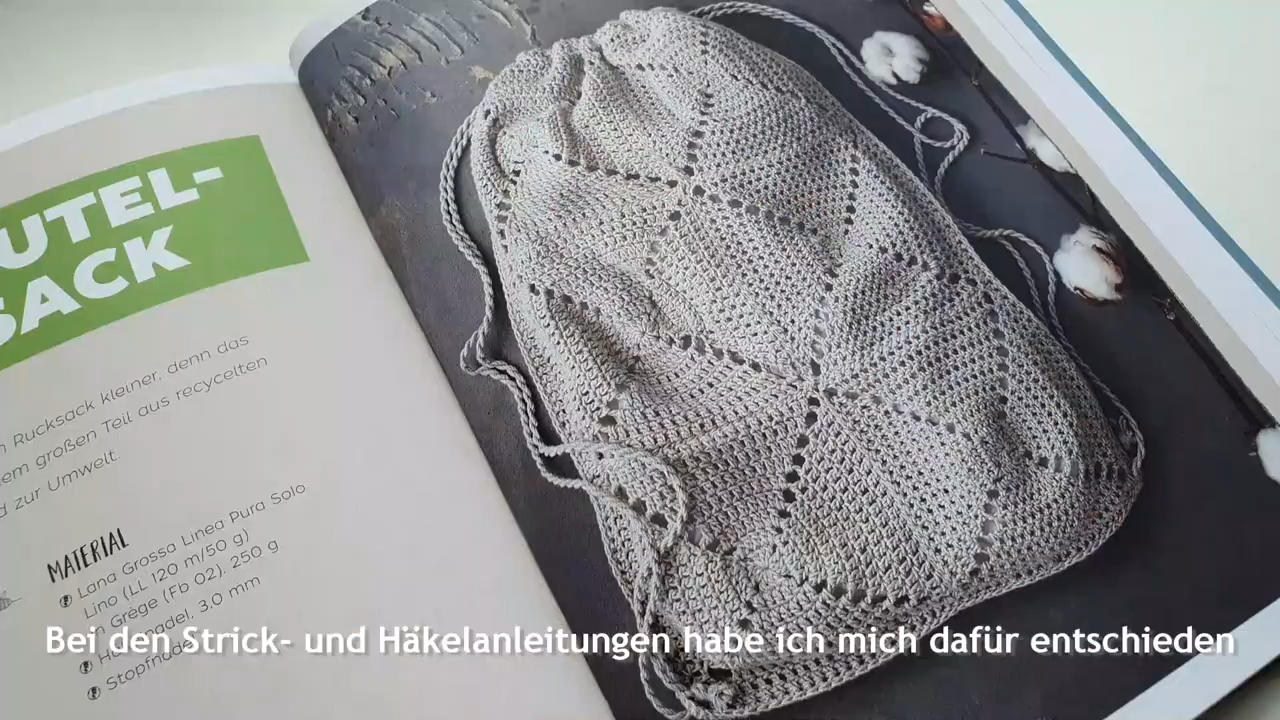 UTEL-
SACK
n Rucksack kleiner, denn das
em großen Teil aus recycelten
d zur Umwelt.
MATERIAL
Lana Grossa Linea Pura Solo
Lino (LL 120 m/50 g)
in Grège (Fb 02), 250 g
3,0 mm
Bei den Strick- und Häkelanleitungen habe ich mich dafür entschieden